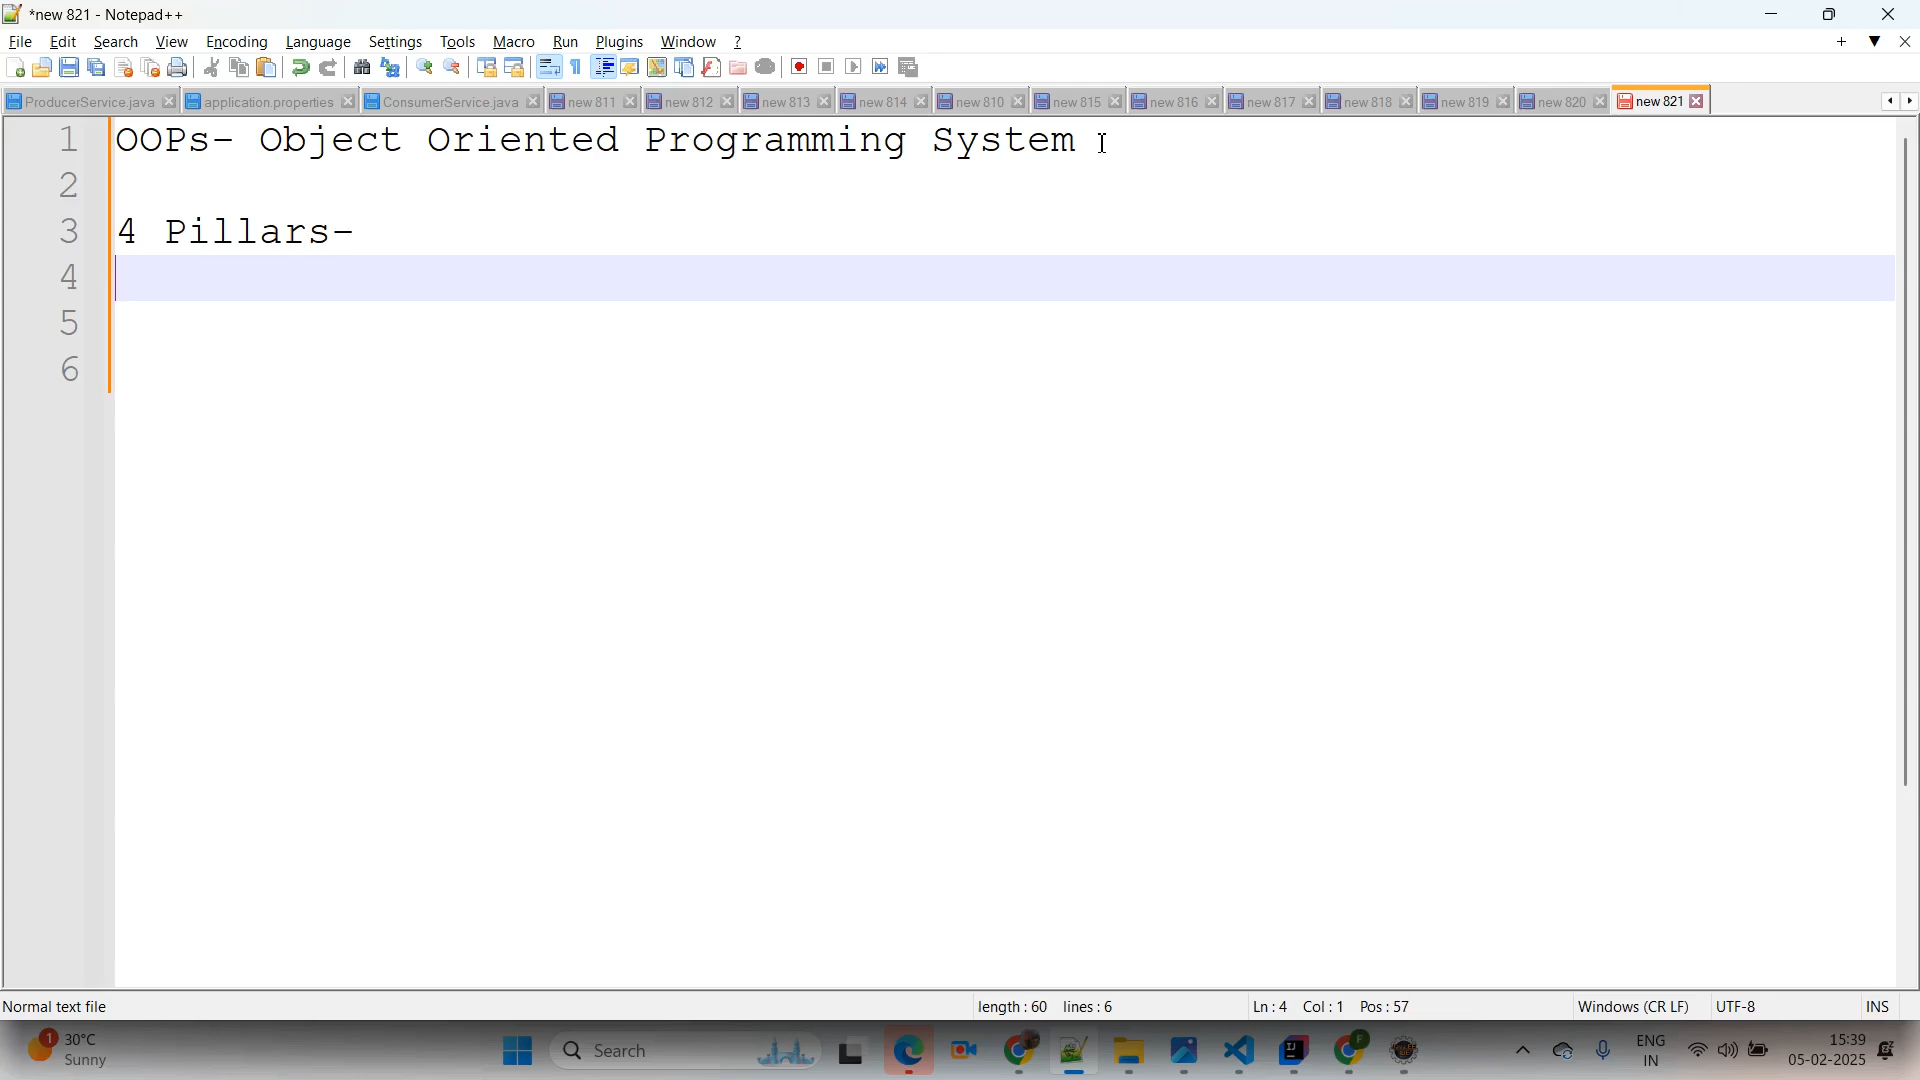 *new 821 - Notepad++
File Edit Search View Encoding Language Settings Tools Macro Run Plugins Window ?
ProducerService.java application.properties ConsumerService.java new 811 new 812 new 813 new 814 new 810 new 815 new 816 new 817 new 818 new 819 new 820 new 821
1 OOPs- Object Oriented Programming System
2
3 4 Pillars-
4
5
6
Normal text file length : 60 lines : 6 Ln : 4 Col : 1 Pos : 57 Windows (CR LF) UTF-8 INS
1 30°C
Sunny
Search
ENG
IN
15:39
05-02-2025